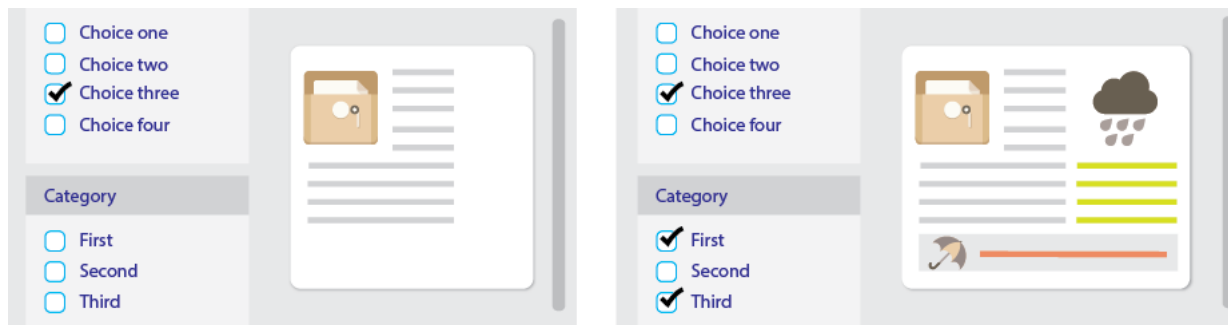 Choice one
Choice two
Choice three
Choice four
Category
First
Second
Third
Choice one
Choice two
Choice three
Choice four
Category
First
Second
Third